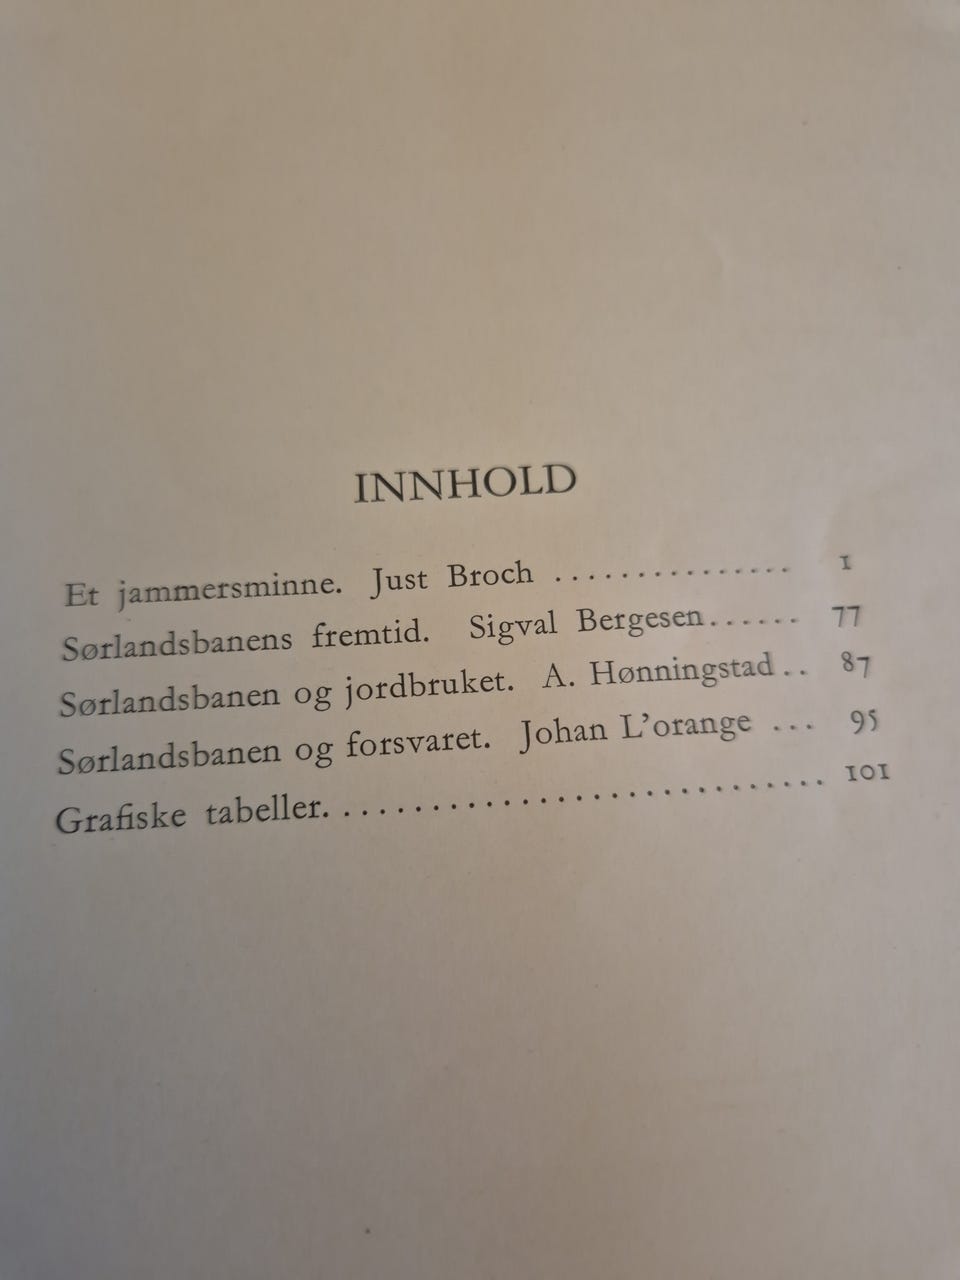 INNHOLD
Et jammersminne. Just Broch ............... 1
Sørlandsbanens fremtid. Sigval Bergesen...... 77
Sørlandsbanen og jordbruket. A. Hønningstad.. 87
Sørlandsbanen og forsvaret. Johan L'orange ... 95
Grafiske tabeller.............................. 101